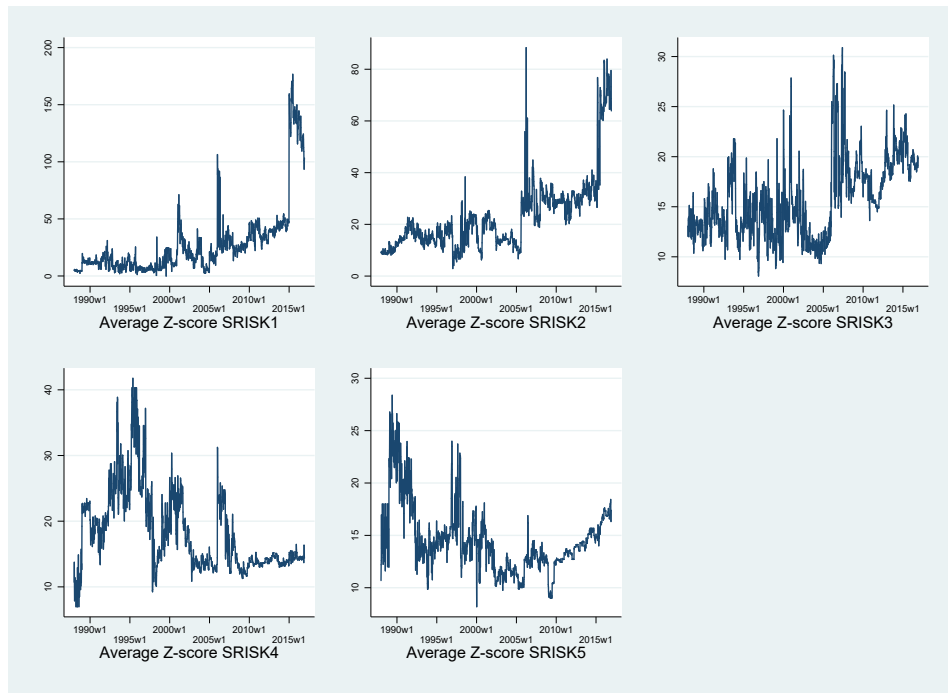 200
150
100
50
0
1990w1 2000w1 2010w1
1995w1 2005w1 2015w1
Average Z-score SRISK1
80
60
40
20
0
1990w1 2000w1 2010w1
1995w1 2005w1 2015w1
Average Z-score SRISK2
30
25
20
15
10
1990w1 2000w1 2010w1
1995w1 2005w1 2015w1
Average Z-score SRISK3
40
30
20
10
1990w1 2000w1 2010w1
1995w1 2005w1 2015w1
Average Z-score SRISK4
30
25
20
15
10
1990w1 2000w1 2010w1
1995w1 2005w1 2015w1
Average Z-score SRISK5